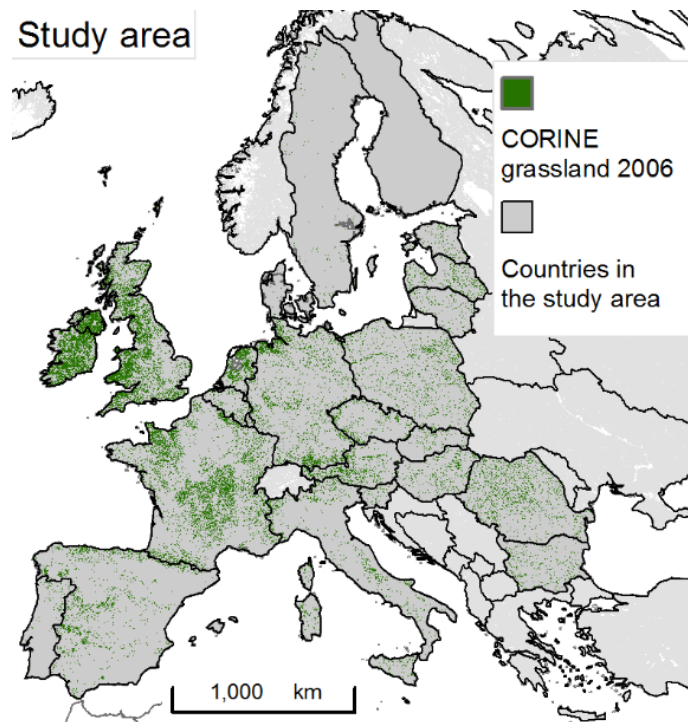 Study area
CORINE
grassland 2006
Countries in
the study area
1,000 km